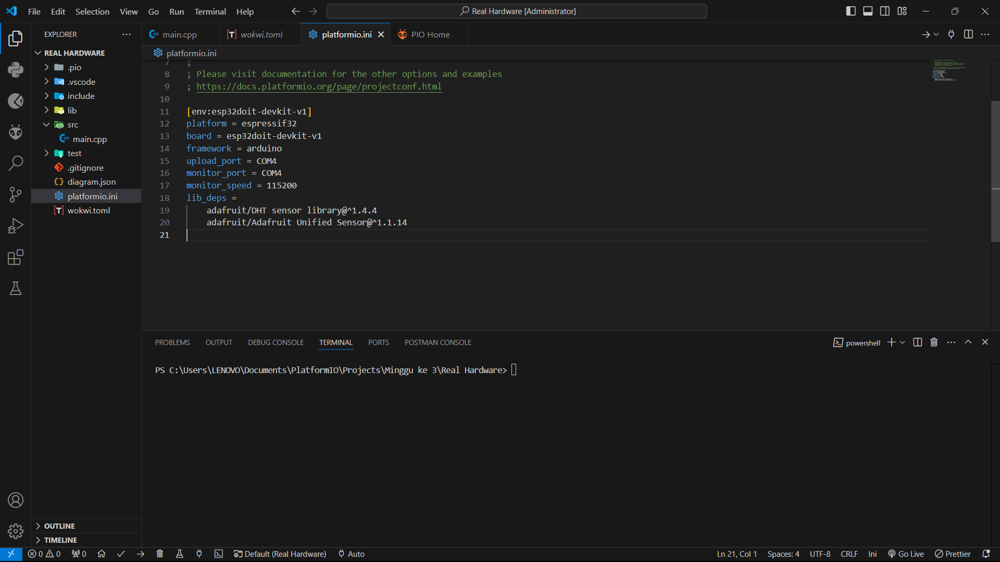 File Edit Selection View Go Run Terminal Help
Real Hardware [Administrator]
EXPLORER
REAL HARDWARE
.pio
.vscode
include
lib
src
main.cpp
test
.gitignore
diagram.json
platformio.ini
wokwi.toml
OUTLINE
TIMELINE
main.cpp wokwi.toml platformio.ini PIO Home
platformio.ini
7 ;
8 ; Please visit documentation for the other options and examples
9 ; https://docs.platformio.org/page/projectconf.html
10
11 [env:esp32doit-devkit-v1]
12 platform = espressif32
13 board = esp32doit-devkit-v1
14 framework = arduino
15 upload_port = COM4
16 monitor_port = COM4
17 monitor_speed = 115200
18 lib_deps =
19 adafruit/DHT sensor library@^1.4.4
20 adafruit/Adafruit Unified Sensor@^1.1.14
21
PROBLEMS OUTPUT DEBUG CONSOLE TERMINAL PORTS POSTMAN CONSOLE
powershell
PS C:\Users\LENOVO\Documents\PlatformIO\Projects\Minggu ke 3\Real Hardware>
0 0 0 Default (Real Hardware) Auto Ln 21, Col 1 Spaces: 4 UTF-8 CRLF Ini Go Live Prettier